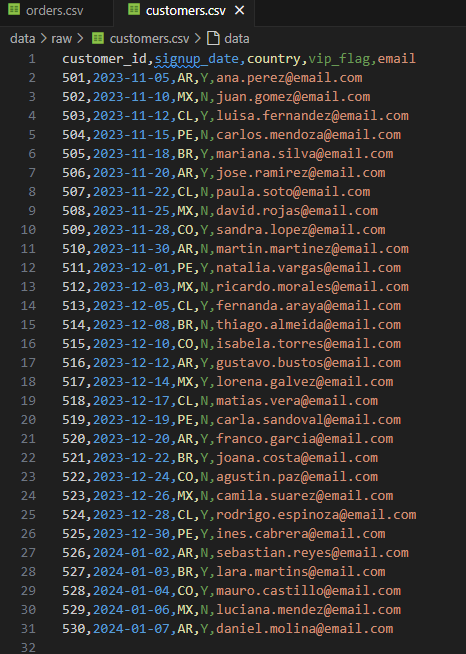 orders.csv customers.csv
data > raw > customers.csv > data
1 customer_id,signup_date,country,vip_flag,email
2 501,2023-11-05,AR,Y,ana.perez@email.com
3 502,2023-11-10,MX,N,juan.gomez@email.com
4 503,2023-11-12,CL,Y,luisa.fernandez@email.com
5 504,2023-11-15,PE,N,carlos.mendoza@email.com
6 505,2023-11-18,BR,Y,mariana.silva@email.com
7 506,2023-11-20,AR,Y,jose.ramirez@email.com
8 507,2023-11-22,CL,N,paula.soto@email.com
9 508,2023-11-25,MX,N,david.rojas@email.com
10 509,2023-11-28,CO,Y,sandra.lopez@email.com
11 510,2023-11-30,AR,N,martin.martinez@email.com
12 511,2023-12-01,PE,Y,natalia.vargas@email.com
13 512,2023-12-03,MX,N,ricardo.morales@email.com
14 513,2023-12-05,CL,Y,fernanda.araya@email.com
15 514,2023-12-08,BR,N,thiago.almeida@email.com
16 515,2023-12-10,CO,N,isabela.torres@email.com
17 516,2023-12-12,AR,Y,gustavo.bustos@email.com
18 517,2023-12-14,MX,Y,lorena.galvez@email.com
19 518,2023-12-17,CL,N,matias.vera@email.com
20 519,2023-12-19,PE,N,carla.sandoval@email.com
21 520,2023-12-20,AR,Y,franco.garcia@email.com
22 521,2023-12-22,BR,Y,joana.costa@email.com
23 522,2023-12-24,CO,N,agustin.paz@email.com
24 523,2023-12-26,MX,N,camila.suarez@email.com
25 524,2023-12-28,CL,Y,rodrigo.espinoza@email.com
26 525,2023-12-30,PE,Y,ines.cabrera@email.com
27 526,2024-01-02,AR,N,sebastian.reyes@email.com
28 527,2024-01-03,BR,Y,lara.martins@email.com
29 528,2024-01-04,CO,Y,mauro.castillo@email.com
30 529,2024-01-06,MX,N,luciana.mendez@email.com
31 530,2024-01-07,AR,Y,daniel.molina@email.com
32